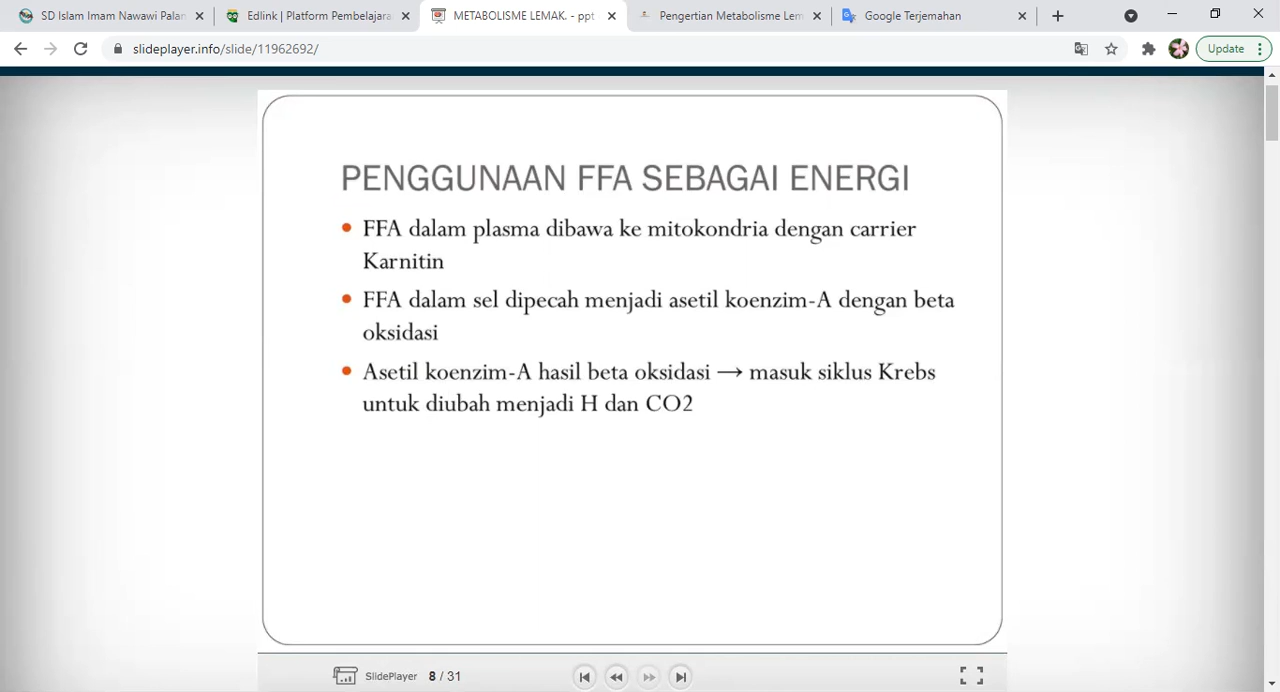 SD Islam Imam Nawawi Palan
Edlink | Platform Pembelajara
METABOLISME LEMAK. - ppt
Pengertian Metabolisme Lem
Google Terjemahan
slideplayer.info/slide/11962692/
Update
PENGGUNAAN FFA SEBAGAI ENERGI
• FFA dalam plasma dibawa ke mitokondria dengan carrier
Karnitin
• FFA dalam sel dipecah menjadi asetil koenzim-A dengan beta
oksidasi
• Asetil koenzim-A hasil beta oksidasi → masuk siklus Krebs
untuk diubah menjadi H dan CO2
SlidePlayer 8 / 31